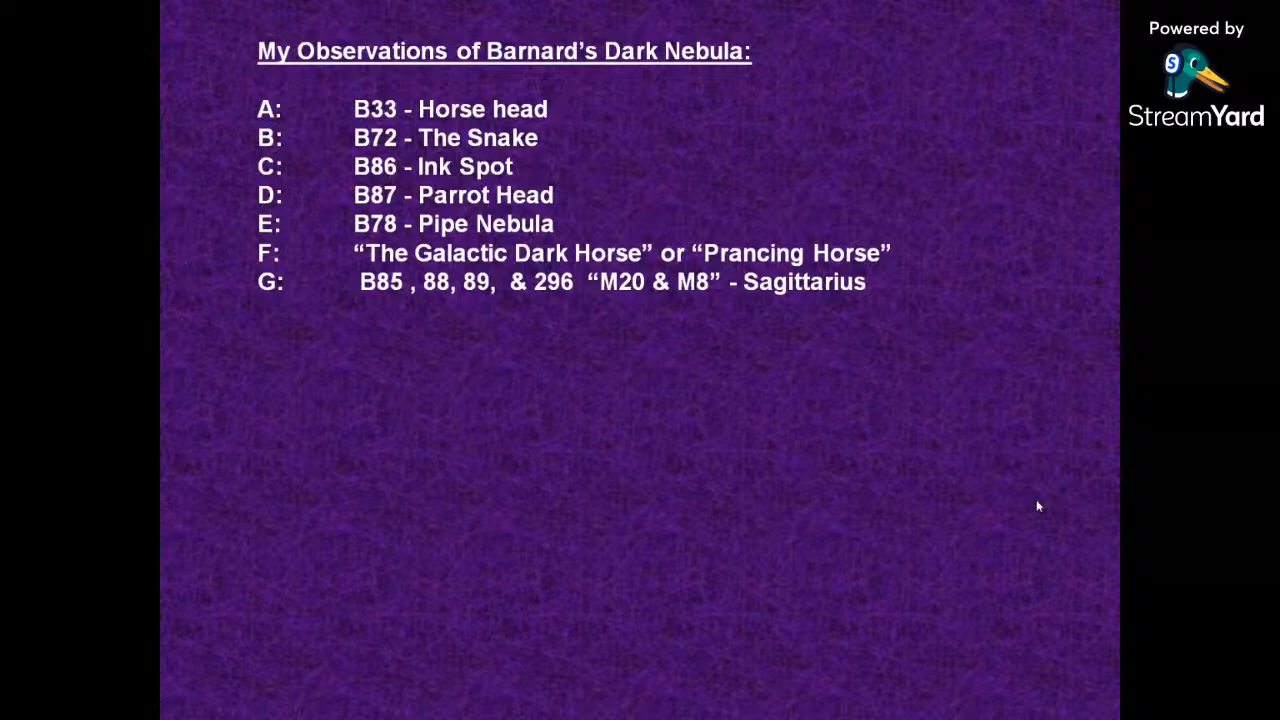 My Observations of Barnard’s Dark Nebula:
A: B33 - Horse head
B: B72 - The Snake
C: B86 - Ink Spot
D: B87 - Parrot Head
E: B78 - Pipe Nebula
F: “The Galactic Dark Horse” or “Prancing Horse”
G: B85 , 88, 89, & 296 “M20 & M8” - Sagittarius
Powered by
S
StreamYard